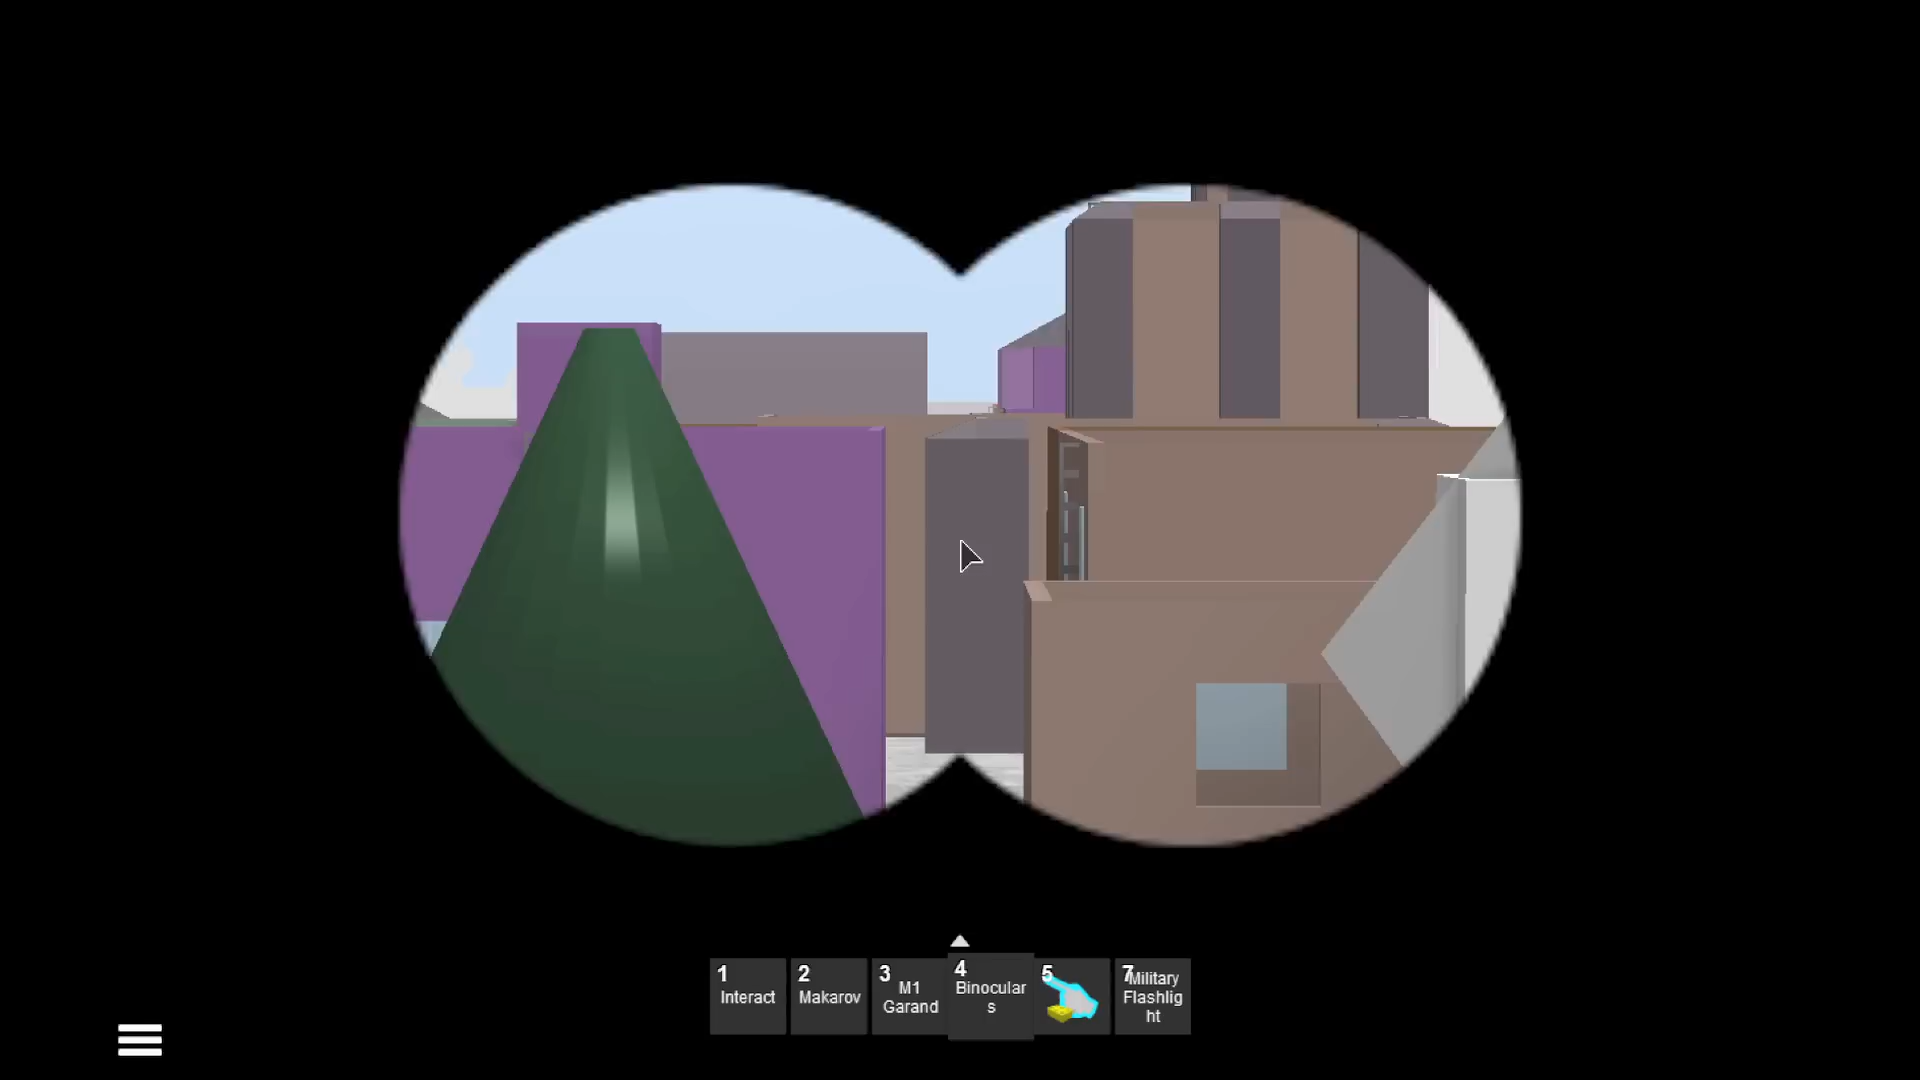 1
Interact
2
Makarov
3
M1
Garand
4
Binocular
s
5
7
Military
Flashlig
ht